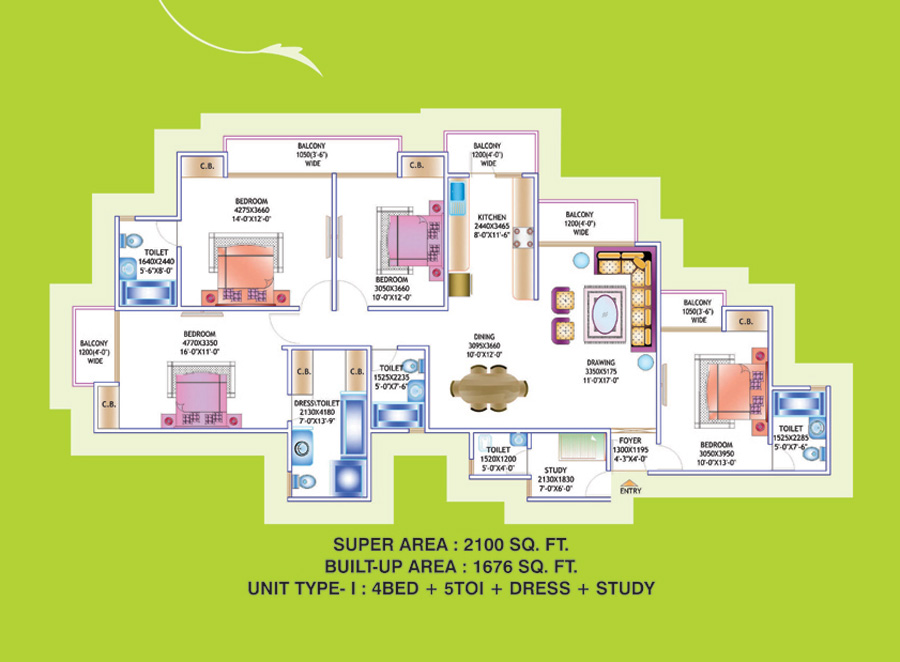 BALCONY
1050(3'-6")
WIDE
BALCONY
1200(4'-0")
WIDE
C.B.
C.B.
BEDROOM
4275X3660
14'-0"X12'-0"
KITCHEN
2440X3465
8'-0"X11'-6"
BALCONY
1200(4'-0")
WIDE
TOILET
1640X2440
5'-6"X8'-0"
BEDROOM
3050X3660
10'-0"X12'-0"
BALCONY
1050(3'-6")
WIDE
C.B.
BALCONY
1200(4'-0")
WIDE
BEDROOM
4770X3350
16'-0"X11'-0"
DINING
3095X3660
10'-0"X12'-0"
DRAWING
3350X5175
11'-0"X17'-0"
C.B.
C.B.
TOILET
1525X2235
5'-0"X7'-6"
C.B.
DRESS\TOILET
2130X4180
7'-0"X13'-9"
TOILET
1520X1200
5'-0"X4'-0"
STUDY
2130X1830
7'-0"X6'-0"
FOYER
1300X1195
4'-3"X4'-0"
BEDROOM
3050X3950
10'-0"X13'-0"
TOILET
1525X2285
5'-0"X7'-6"
ENTRY
SUPER AREA : 2100 SQ. FT.
BUILT-UP AREA : 1676 SQ. FT.
UNIT TYPE- I : 4BED + 5TOI + DRESS + STUDY